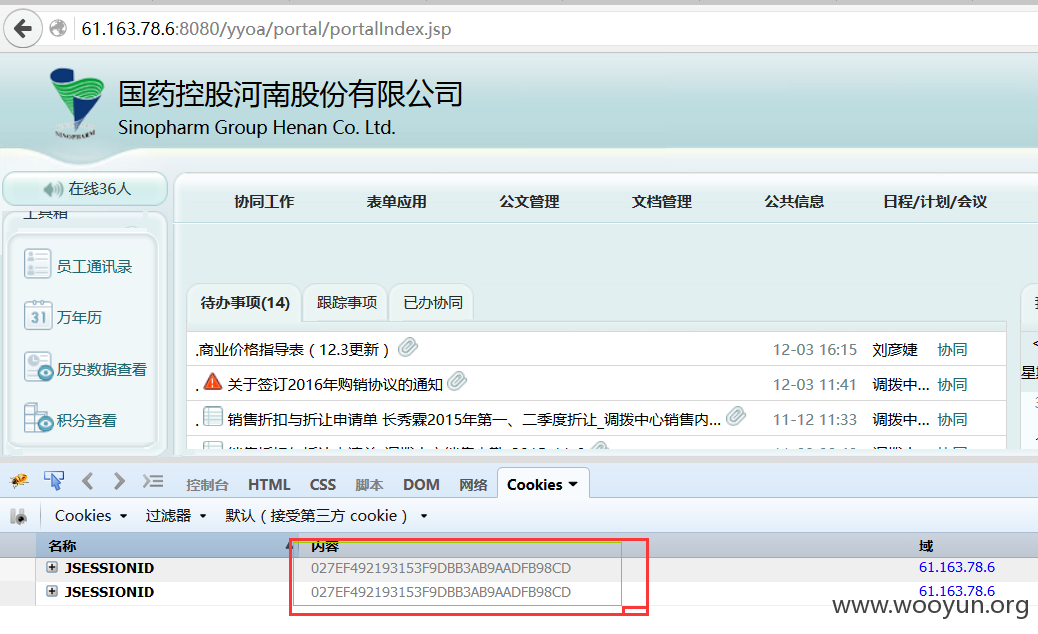 61.163.78.6:8080/yyoa/portal/portalIndex.jsp
国药控股河南股份有限公司
SINOPHARM
Sinopharm Group Henan Co. Ltd.
在线36人
协同工作 表单应用 公文管理 文档管理 公共信息 日程/计划/会议
工具箱
员工通讯录
31 万年历
历史数据查看
积分查看
待办事项(14) 跟踪事项 已办协同
.商业价格指导表（12.3更新） 12-03 16:15 刘彦婕 协同
. 关于签订2016年购销协议的通知 12-03 11:41 调拨中... 协同
. 销售折扣与折让申请单 长秀霖2015年第一、二季度折让_调拨中心销售内... 11-12 11:33 调拨中... 协同
控制台 HTML CSS 脚本 DOM 网络 Cookies
Cookies 过滤器 默认（接受第三方 cookie）
名称 内容 域
JSESSIONID 027EF492193153F9DBB3AB9AADFB98CD 61.163.78.6
JSESSIONID 027EF492193153F9DBB3AB9AADFB98CD 61.163.78.6
www.wooyun.org